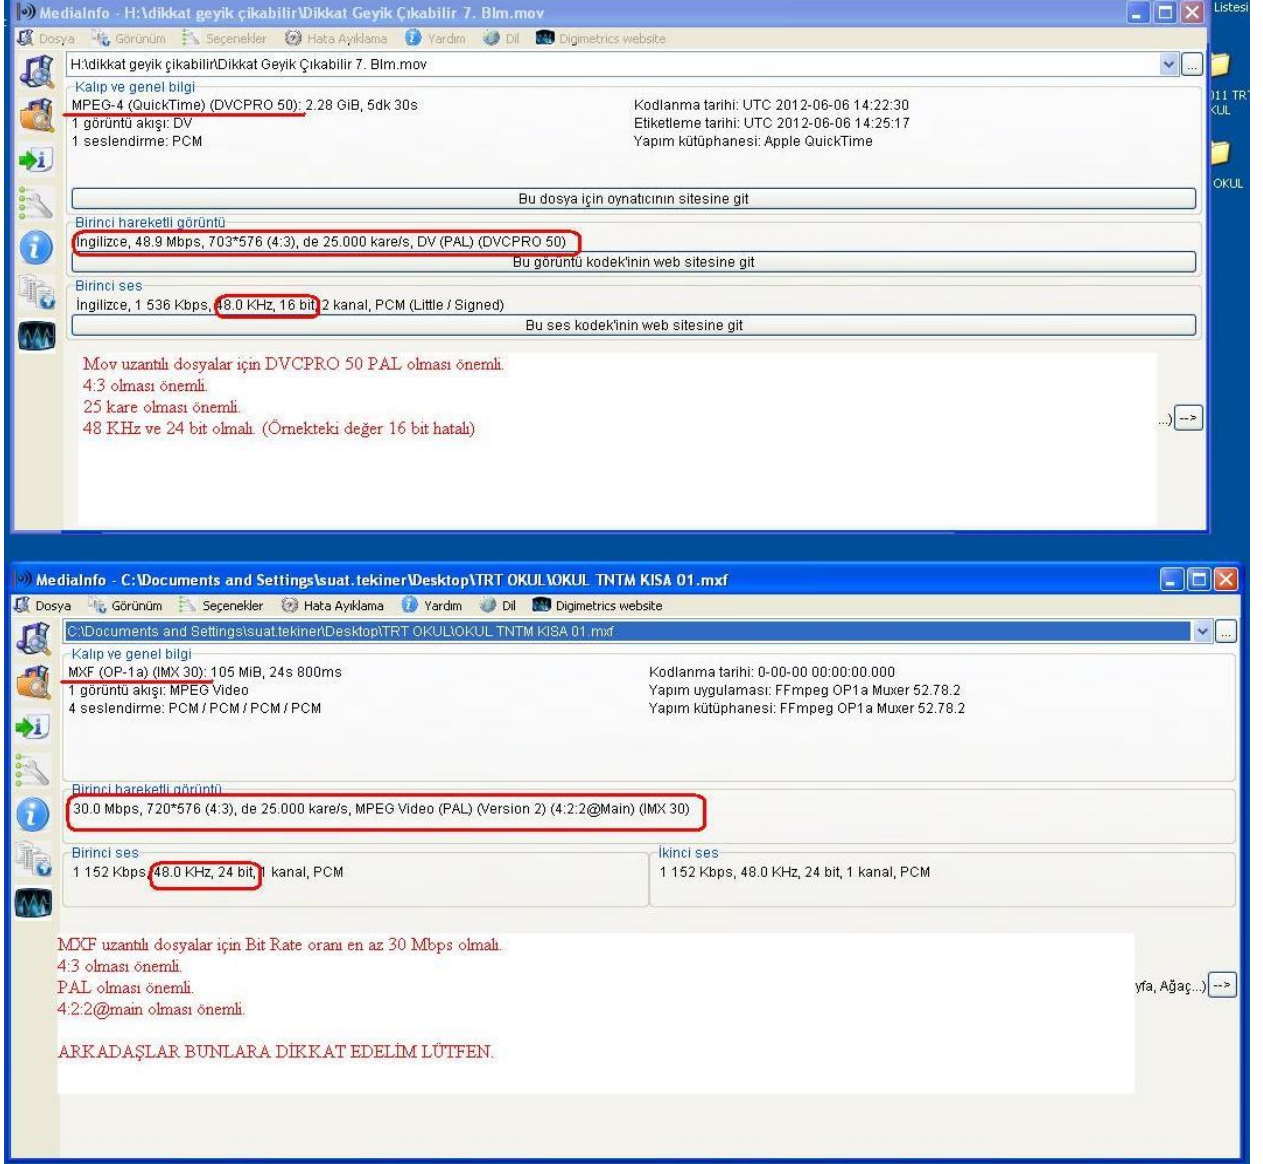 MediaInfo - H:\dikkat geyik çikabilir\Dikkat Geyik Çıkabilir 7. Blm.mov
Listesi
Dosya Görünüm Seçenekler Hata Ayıklama Yardım Dil Digimetrics website
H:\dikkat geyik çikabilir\Dikkat Geyik Çıkabilir 7. Blm.mov
...
Kalıp ve genel bilgi
MPEG-4 (QuickTime) (DVCPRO 50): 2.28 GiB, 5dk 30s
Kodlanma tarihi: UTC 2012-06-06 14:22:30
1 görüntü akışı: DV
Etiketleme tarihi: UTC 2012-06-06 14:25:17
1 seslendirme: PCM
Yapım kütüphanesi: Apple QuickTime
011 TRT
KUL
OKUL
Bu dosya için oynatıcının sitesine git
Birinci hareketli görüntü
İngilizce, 48.9 Mbps, 703*576 (4:3), de 25.000 kare/s, DV (PAL) (DVCPRO 50)
Bu görüntü kodek'inin web sitesine git
Birinci ses
İngilizce, 1 536 Kbps, 48.0 KHz, 16 bit, 2 kanal, PCM (Little / Signed)
Bu ses kodek'inin web sitesine git
Mov uzantılı dosyalar için DVCPRO 50 PAL olması önemli.
4:3 olması önemli.
25 kare olması önemli.
48 KHz ve 24 bit olmalı. (Örnekteki değer 16 bit hatalı)
...) -->
MediaInfo - C:\Documents and Settings\suat.tekiner\Desktop\TRT OKUL\OKUL TNTM KISA 01.mxf
Dosya Görünüm Seçenekler Hata Ayıklama Yardım Dil Digimetrics website
C:\Documents and Settings\suat.tekiner\Desktop\TRT OKUL\OKUL TNTM KISA 01.mxf
...
Kalıp ve genel bilgi
MXF (OP-1a) (IMX 30): 105 MiB, 24s 800ms
Kodlanma tarihi: 0-00-00 00:00:00.000
1 görüntü akışı: MPEG Video
Yapım uygulaması: FFmpeg OP1a Muxer 52.78.2
4 seslendirme: PCM / PCM / PCM / PCM
Yapım kütüphanesi: FFmpeg OP1a Muxer 52.78.2
Birinci hareketli görüntü
30.0 Mbps, 720*576 (4:3), de 25.000 kare/s, MPEG Video (PAL) (Version 2) (4:2:2@Main) (IMX 30)
Birinci ses
İkinci ses
1 152 Kbps, 48.0 KHz, 24 bit, 1 kanal, PCM
1 152 Kbps, 48.0 KHz, 24 bit, 1 kanal, PCM
MXF uzantılı dosyalar için Bit Rate oranı en az 30 Mbps olmalı.
4:3 olması önemli.
PAL olması önemli.
yfa, Ağaç...) -->
4:2:2@main olması önemli.
ARKADAŞLAR BUNLARA DİKKAT EDELİM LÜTFEN.